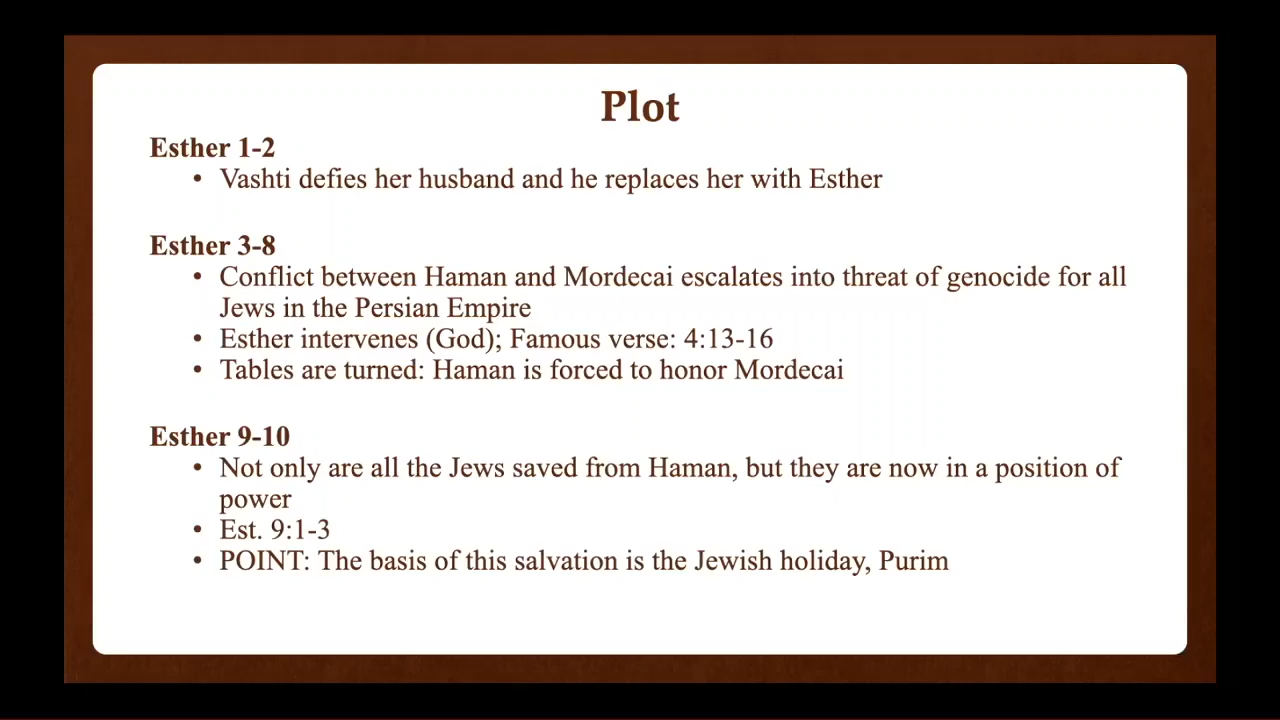 Plot
Esther 1-2
• Vashti defies her husband and he replaces her with Esther
Esther 3-8
• Conflict between Haman and Mordecai escalates into threat of genocide for all
Jews in the Persian Empire
• Esther intervenes (God); Famous verse: 4:13-16
• Tables are turned: Haman is forced to honor Mordecai
Esther 9-10
• Not only are all the Jews saved from Haman, but they are now in a position of
power
• Est. 9:1-3
• POINT: The basis of this salvation is the Jewish holiday, Purim